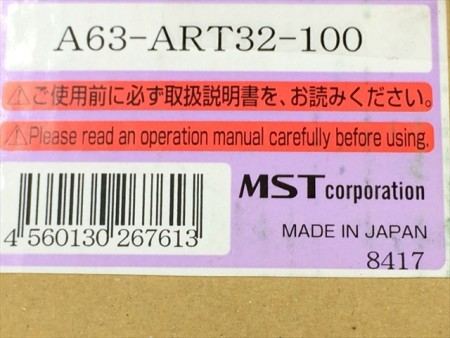 A63-ART32-100
⚠ご使用前に必ず取扱説明書を、お読みください。
⚠Please read an operation manual carefully before using.
MST corporation
4 560130 267613
MADE IN JAPAN
8417